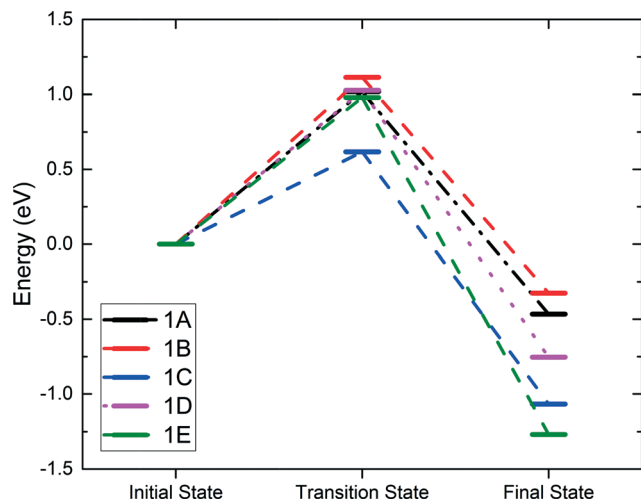 1.5
1.0
0.5
0.0
-0.5
-1.0
-1.5
Energy (eV)
1A
1B
1C
1D
1E
Initial State
Transition State
Final State